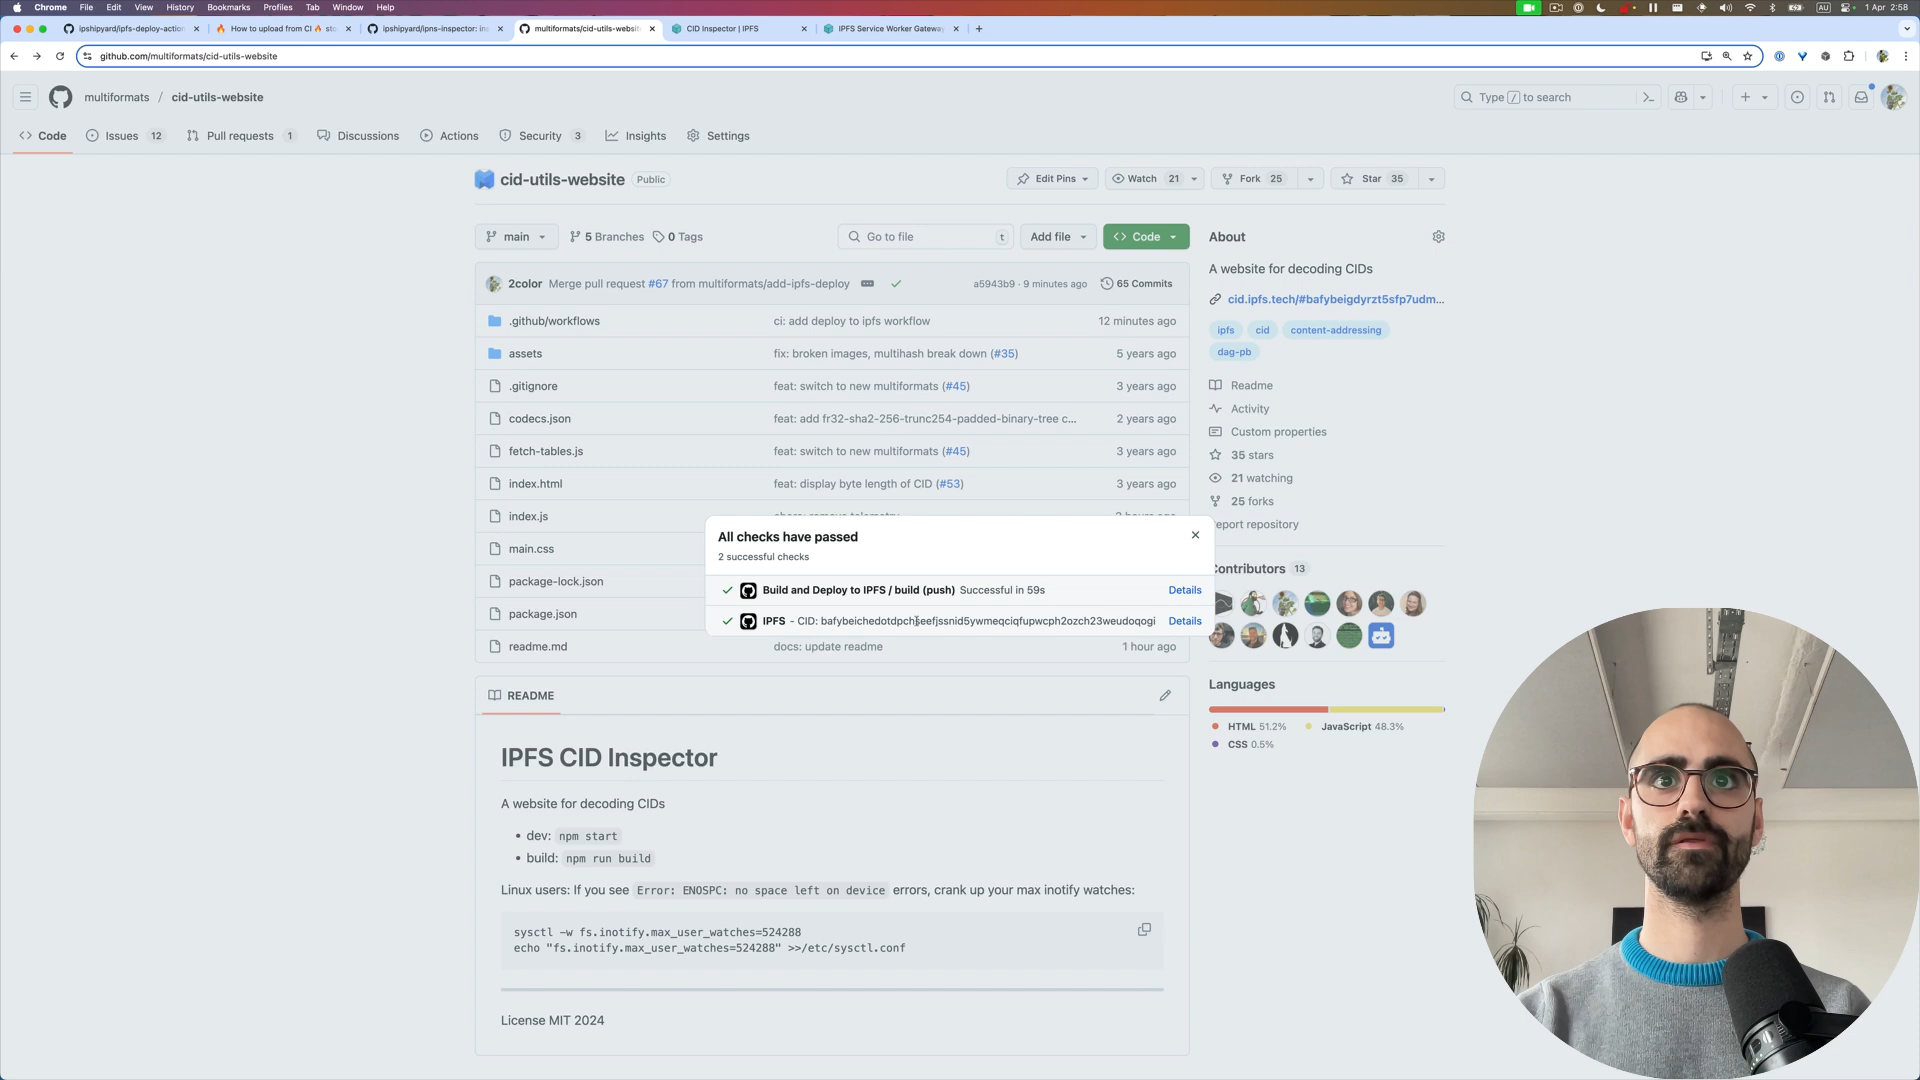 Chrome File Edit View History Bookmarks Profiles Tab Window Help AU 1 Apr 2:58
ipshipyard/ipfs-deploy-action How to upload from CI sto ipshipyard/ipns-inspector: ins multiformats/cid-utils-website CID Inspector | IPFS IPFS Service Worker Gateway
github.com/multiformats/cid-utils-website
multiformats / cid-utils-website Type / to search
Code Issues 12 Pull requests 1 Discussions Actions Security 3 Insights Settings
cid-utils-website Public Edit Pins Watch 21 Fork 25 Star 35
main 5 Branches 0 Tags Go to file t Add file Code
2color Merge pull request #67 from multiformats/add-ipfs-deploy a5943b9 · 9 minutes ago 65 Commits
.github/workflows ci: add deploy to ipfs workflow 12 minutes ago
assets fix: broken images, multihash break down (#35) 5 years ago
.gitignore feat: switch to new multiformats (#45) 3 years ago
codecs.json feat: add fr32-sha2-256-trunc254-padded-binary-tree c... 2 years ago
fetch-tables.js feat: switch to new multiformats (#45) 3 years ago
index.html feat: display byte length of CID (#53) 3 years ago
index.js
main.css
package-lock.json
package.json
readme.md docs: update readme 1 hour ago
All checks have passed
2 successful checks
Build and Deploy to IPFS / build (push) Successful in 59s Details
IPFS - CID: Details
README
IPFS CID Inspector
A website for decoding CIDs
• dev: npm start
• build: npm run build
Linux users: If you see Error: ENOSPC: no space left on device errors, crank up your max inotify watches:
sysctl -w fs.inotify.max_user_watches=524288
echo "fs.inotify.max_user_watches=524288" >>/etc/sysctl.conf
License MIT 2024
About
A website for decoding CIDs
cid.ipfs.tech/#bafybeigdyrzt5sfp7udm...
ipfs cid content-addressing
dag-pb
Readme
Activity
Custom properties
35 stars
21 watching
25 forks
eport repository
Contributors 13
Languages
HTML 51.2% JavaScript 48.3%
CSS 0.5%